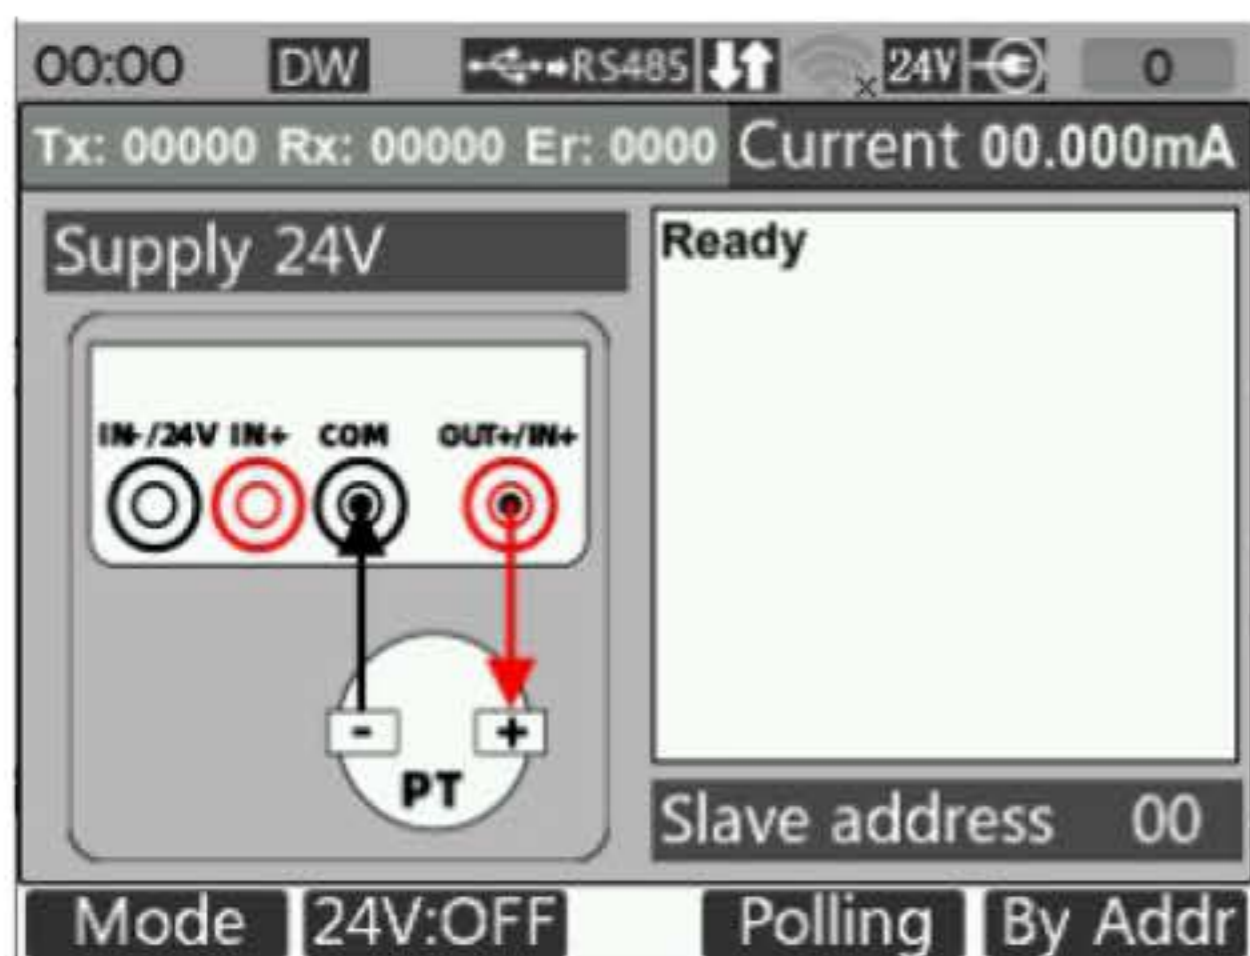 00:00 DW RS485 24V 0
Tx: 00000 Rx: 00000 Er: 0000 Current 00.000mA
Supply 24V
Ready
IN-/24V IN+ COM OUT+/IN+
- +
PT
Slave address 00
Mode 24V:OFF Polling By Addr